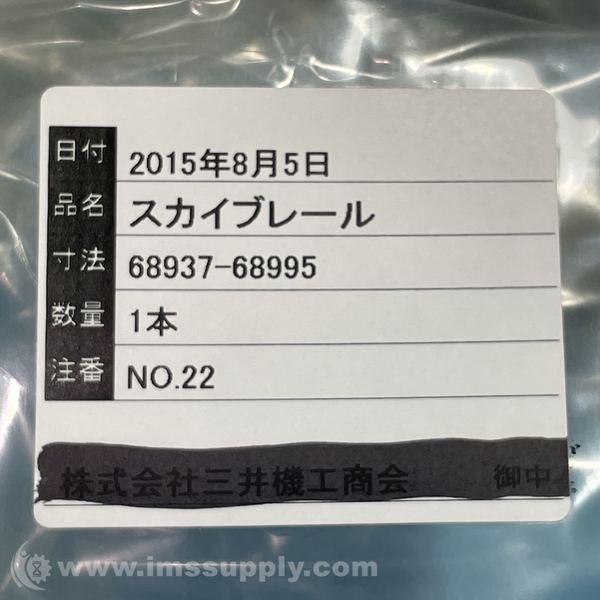 日付 2015年8月5日
品名 スカイブレール
寸法 68937-68995
数量 1本
注番 NO.22
株式会社三井機工商会 御中
www.imssupply.com